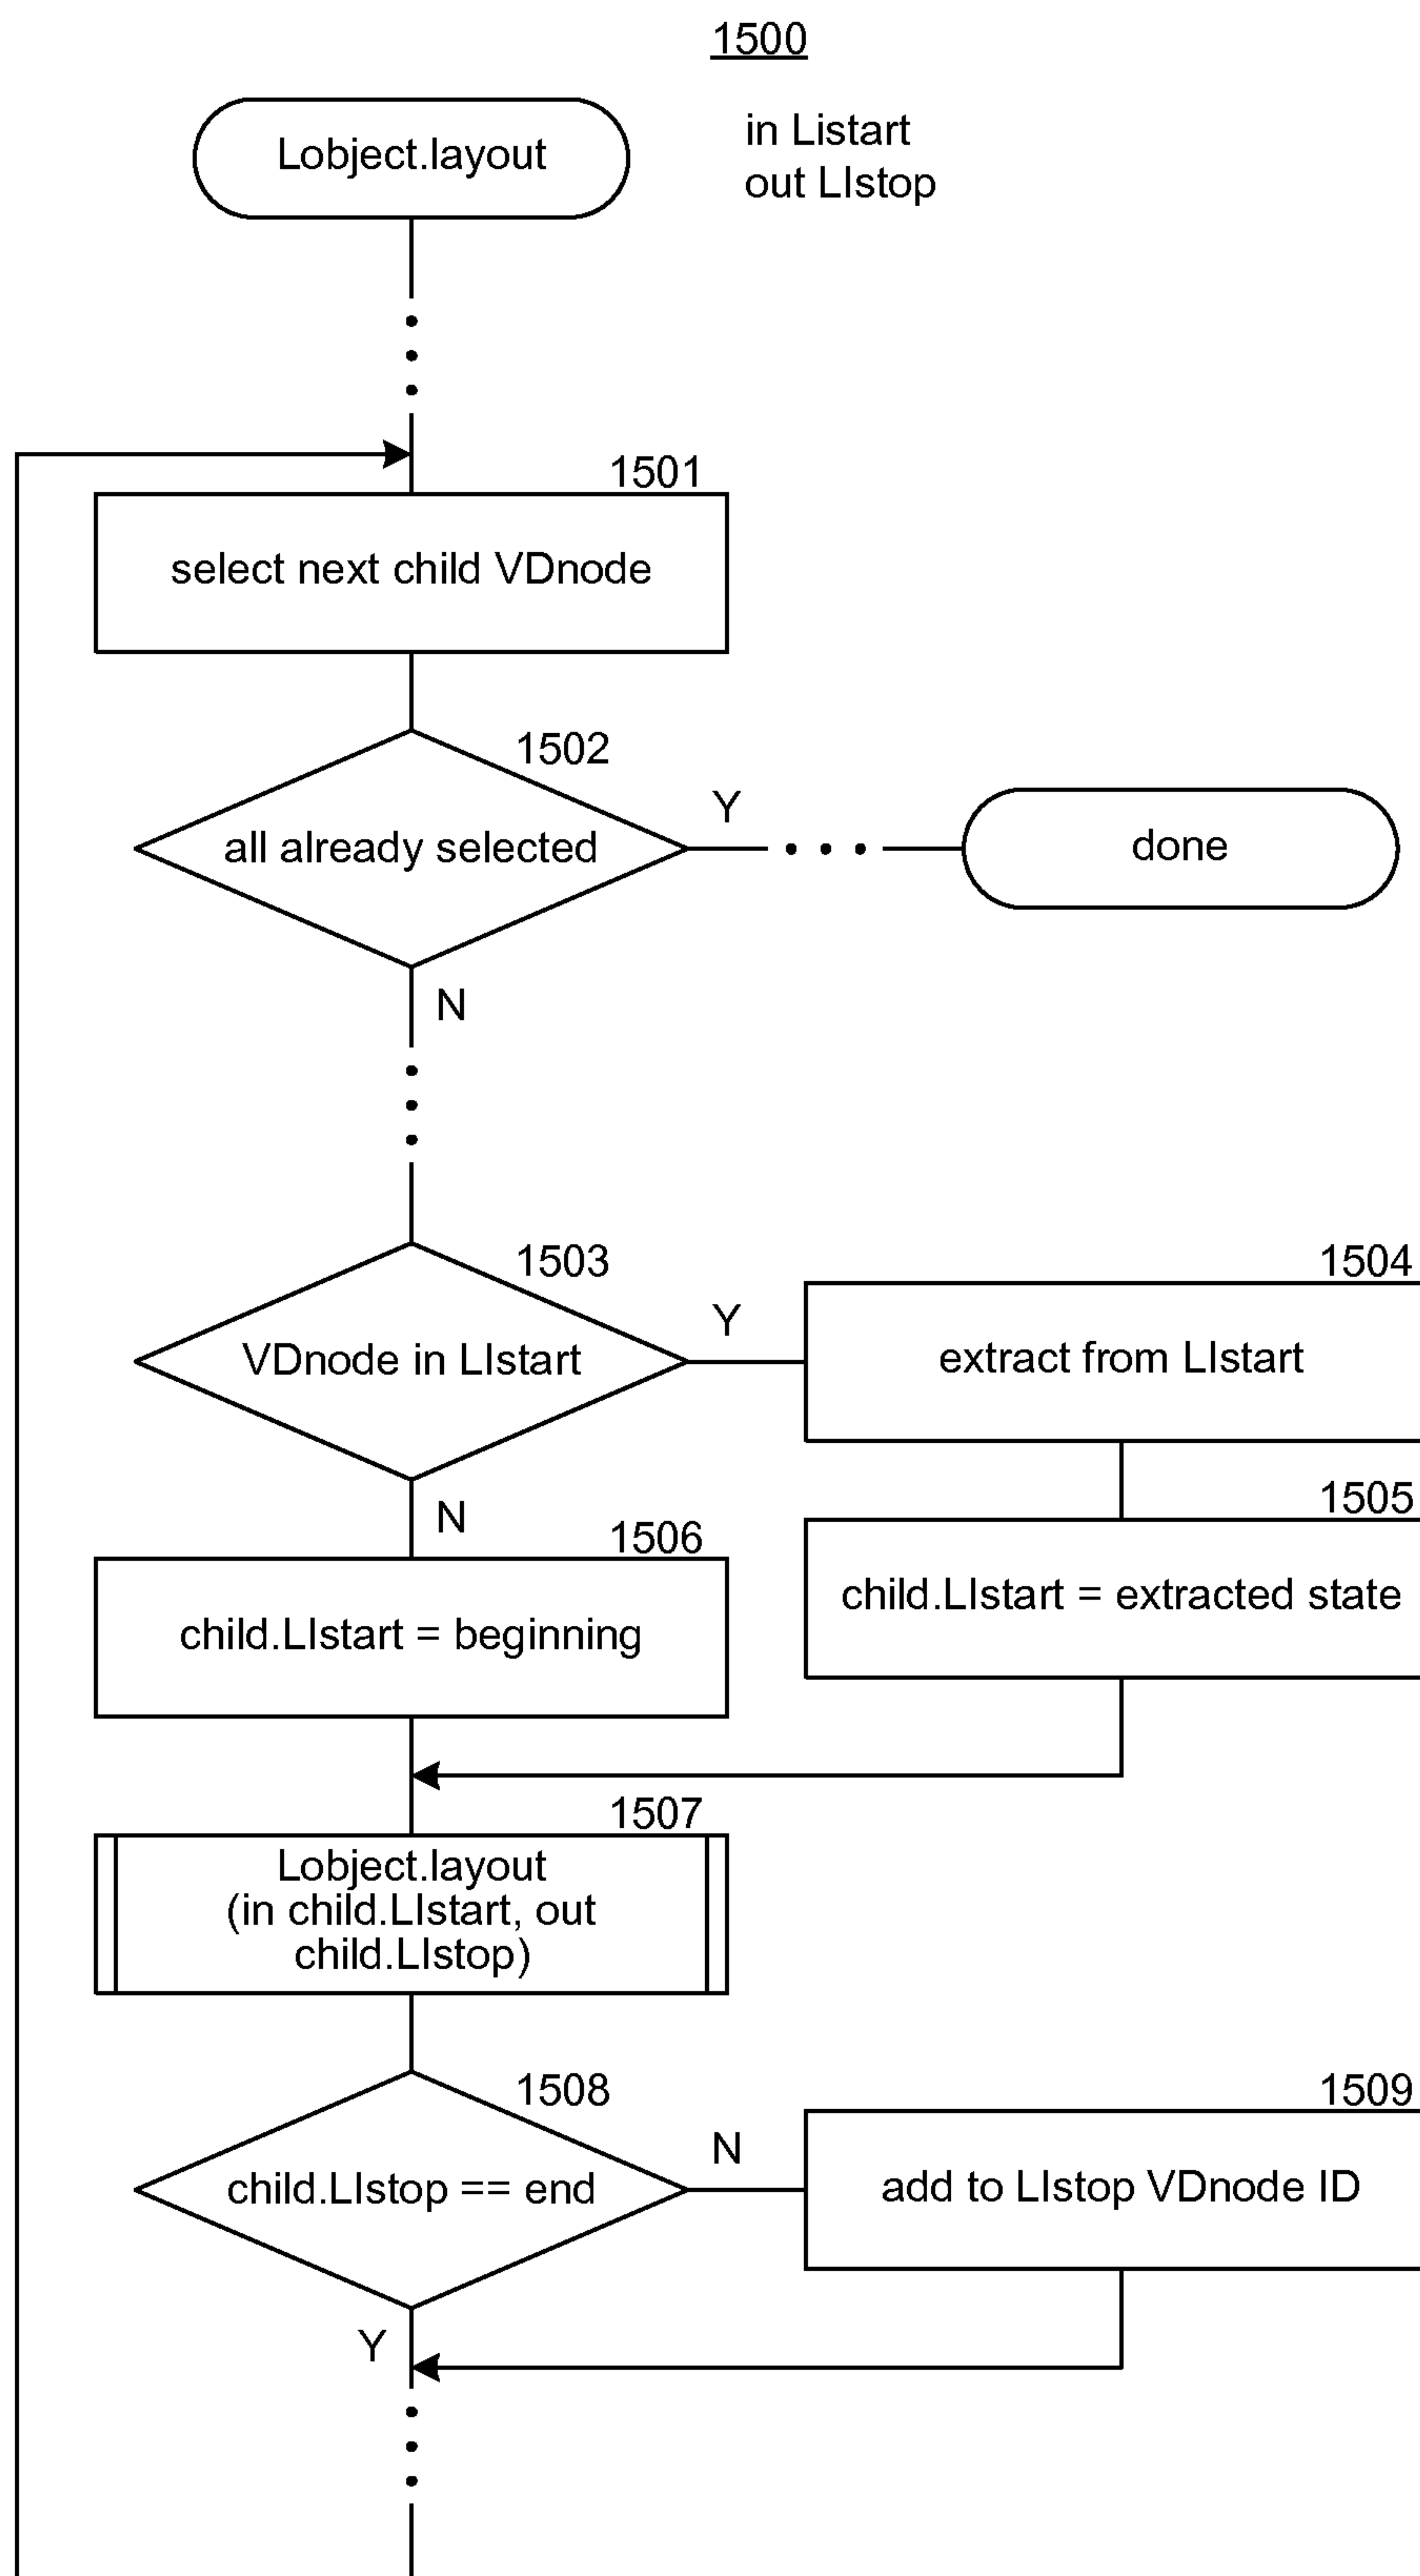 1500
Lobject.layout
in Listart
out LIstop
1501
select next child VDnode
1502
all already selected
Y
done
N
1503
VDnode in LIstart
Y
1504
extract from LIstart
N
1505
child.LIstart = extracted state
1506
child.LIstart = beginning
1507
Lobject.layout
(in child.LIstart, out
child.LIstop)
1508
child.LIstop == end
N
1509
add to LIstop VDnode ID
Y